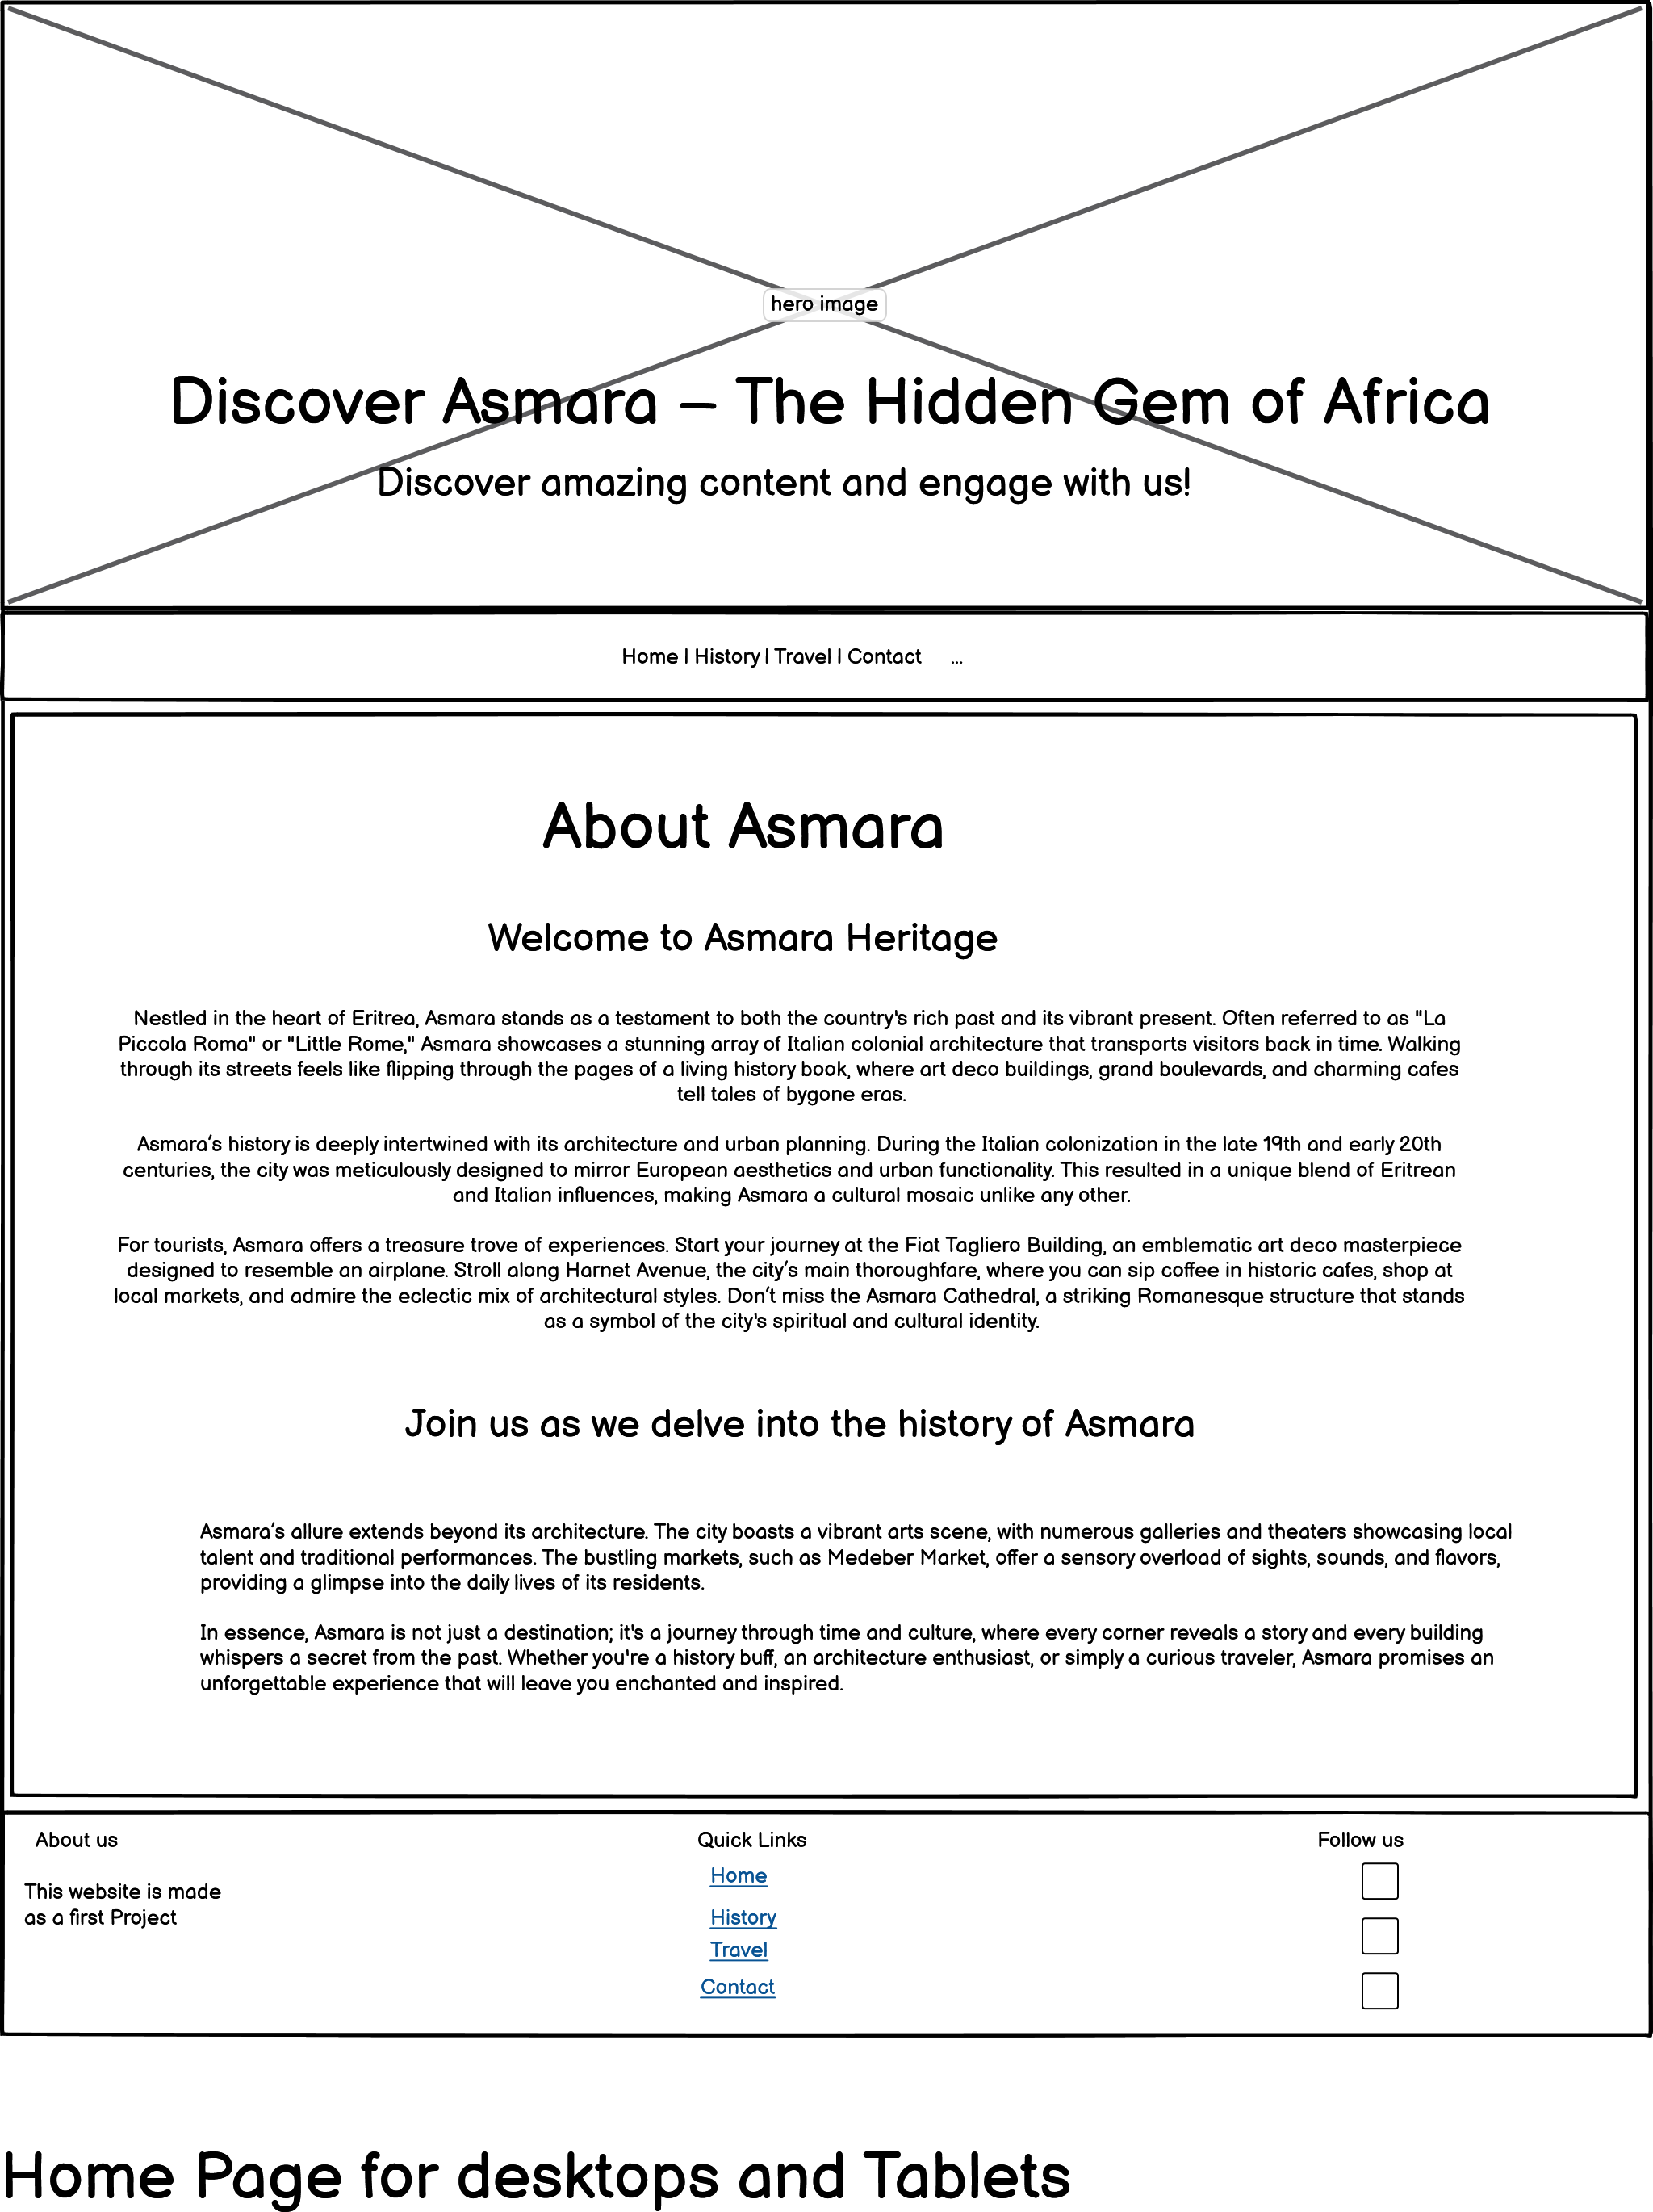 hero image
Discover Asmara – The Hidden Gem of Africa
Discover amazing content and engage with us!
Home | History | Travel | Contact ...
About Asmara
Welcome to Asmara Heritage
Nestled in the heart of Eritrea, Asmara stands as a testament to both the country's rich past and its vibrant present. Often referred to as "La
Piccola Roma" or "Little Rome," Asmara showcases a stunning array of Italian colonial architecture that transports visitors back in time. Walking
through its streets feels like flipping through the pages of a living history book, where art deco buildings, grand boulevards, and charming cafes
tell tales of bygone eras.
Asmara’s history is deeply intertwined with its architecture and urban planning. During the Italian colonization in the late 19th and early 20th
centuries, the city was meticulously designed to mirror European aesthetics and urban functionality. This resulted in a unique blend of Eritrean
and Italian influences, making Asmara a cultural mosaic unlike any other.
For tourists, Asmara offers a treasure trove of experiences. Start your journey at the Fiat Tagliero Building, an emblematic art deco masterpiece
designed to resemble an airplane. Stroll along Harnet Avenue, the city’s main thoroughfare, where you can sip coffee in historic cafes, shop at
local markets, and admire the eclectic mix of architectural styles. Don’t miss the Asmara Cathedral, a striking Romanesque structure that stands
as a symbol of the city's spiritual and cultural identity.
Join us as we delve into the history of Asmara
Asmara’s allure extends beyond its architecture. The city boasts a vibrant arts scene, with numerous galleries and theaters showcasing local
talent and traditional performances. The bustling markets, such as Medeber Market, offer a sensory overload of sights, sounds, and flavors,
providing a glimpse into the daily lives of its residents.
In essence, Asmara is not just a destination; it's a journey through time and culture, where every corner reveals a story and every building
whispers a secret from the past. Whether you're a history buff, an architecture enthusiast, or simply a curious traveler, Asmara promises an
unforgettable experience that will leave you enchanted and inspired.
About us
This website is made
as a first Project
Quick Links
Home
History
Travel
Contact
Follow us
Home Page for desktops and Tablets